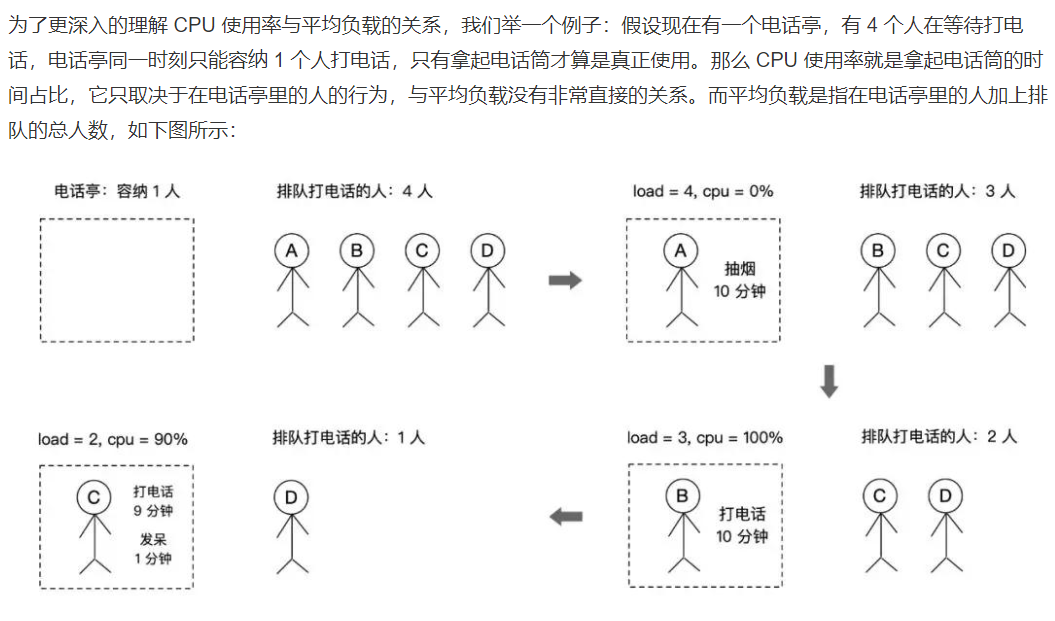 为了更深入的理解 CPU 使用率与平均负载的关系，我们举一个例子：假设现在有一个电话亭，有 4 个人在等待打电
话，电话亭同一时刻只能容纳 1 个人打电话，只有拿起电话筒才算是真正使用。那么 CPU 使用率就是拿起电话筒的时
间占比，它只取决于在电话亭里的人的行为，与平均负载没有非常直接的关系。而平均负载是指在电话亭里的人加上排
队的总人数，如下图所示：
电话亭：容纳 1 人
排队打电话的人：4 人
load = 4, cpu = 0%
排队打电话的人：3 人
A
B
C
D
A
抽烟
10 分钟
B
C
D
load = 2, cpu = 90%
排队打电话的人：1 人
load = 3, cpu = 100%
排队打电话的人：2 人
C
打电话
9 分钟
发呆
1 分钟
D
B
打电话
10 分钟
C
D